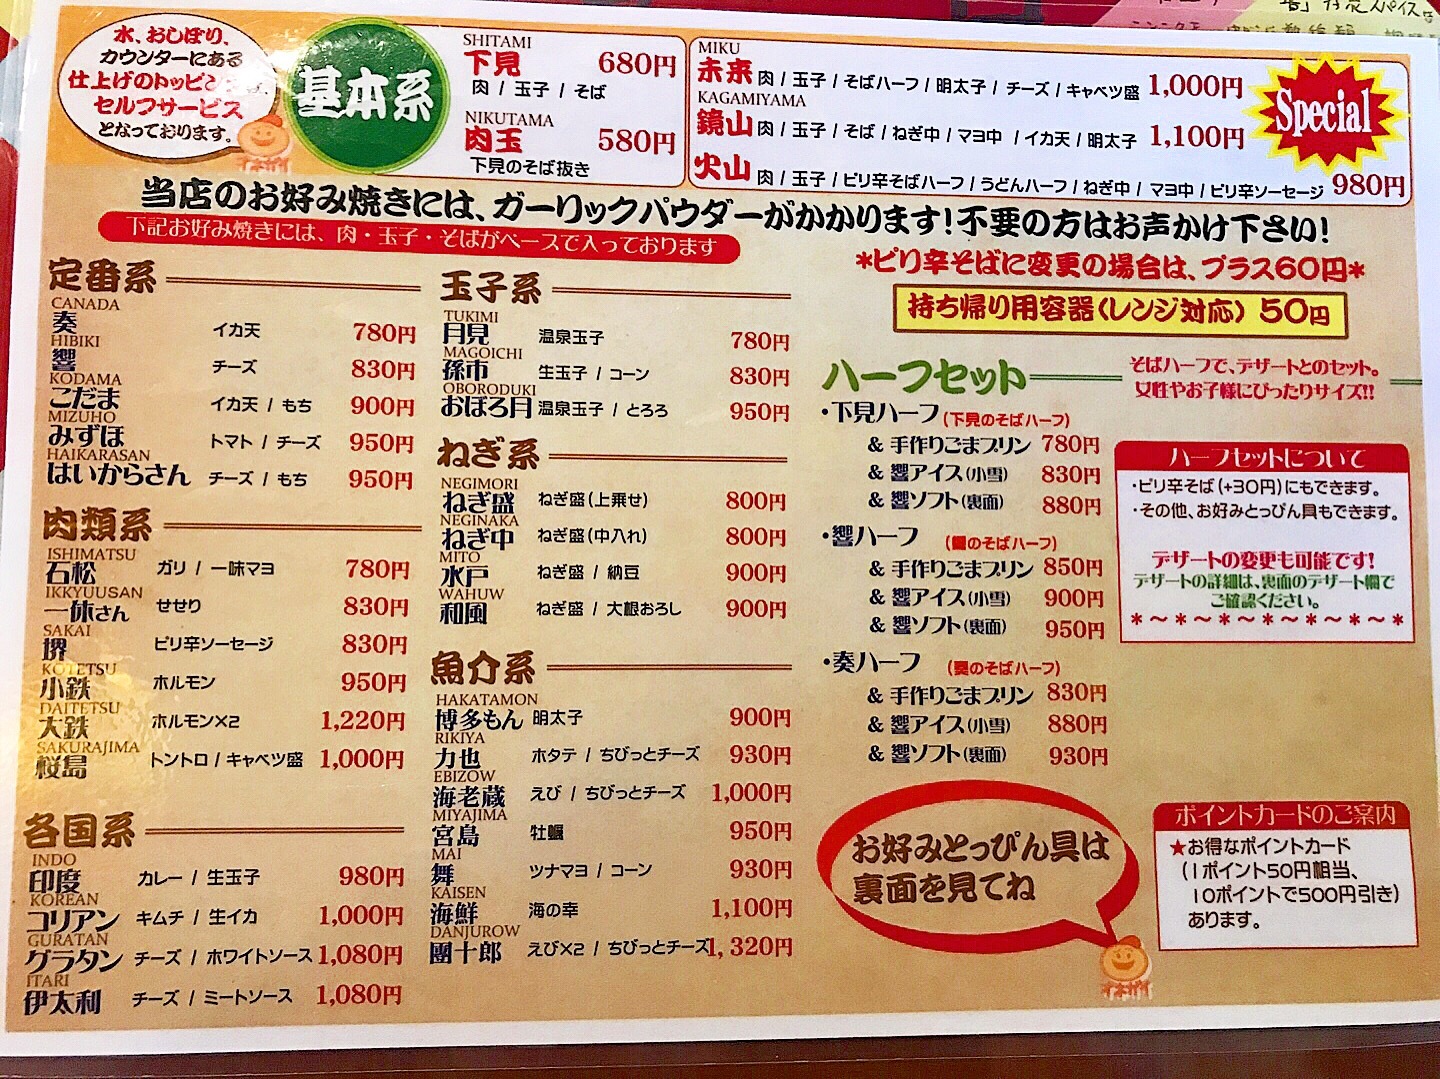 水、おしぼり、
カウンターにある
仕上げのトッピング
セルフサービス
となっております。
基本系
SHITAMI
下見 680円
肉 / 玉子 / そば
NIKUTAMA
肉玉 580円
下見のそば抜き
MIKU
未来 肉 / 玉子 / そばハーフ / 明太子 / チーズ / キャベツ盛 1,000円
KAGAMIYAMA
鏡山 肉 / 玉子 / そば / ねぎ中 / マヨ中 / イカ天 / 明太子 1,100円
火山 肉 / 玉子 / ピリ辛そばハーフ / うどんハーフ / ねぎ中 / マヨ中 / ピリ辛ソーセージ 980円
Special
当店のお好み焼きには、ガーリックパウダーがかかります!不要の方はお声かけ下さい!
下記お好み焼きには、肉・玉子・そばがベースで入っております
*ピリ辛そばに変更の場合は、プラス60円*
持ち帰り用容器(レンジ対応) 50円
定番系
CANADA
奏 イカ天 780円
HIBIKI
響 チーズ 830円
KODAMA
こだま イカ天 / もち 900円
MIZUHO
みずほ トマト / チーズ 950円
HAIKARASAN
はいからさん チーズ / もち 950円
肉類系
ISHIMATSU
石松 ガリ / 一味マヨ 780円
IKKYUUSAN
一休さん せせり 830円
SAKAI
堺 ピリ辛ソーセージ 830円
KOTETSU
小鉄 ホルモン 950円
DAITETSU
大鉄 ホルモン×2 1,220円
SAKURAJIMA
桜島 トントロ / キャベツ盛 1,000円
各国系
INDO
印度 カレー / 生玉子 980円
KOREAN
コリアン キムチ / 生イカ 1,000円
GURATAN
グラタン チーズ / ホワイトソース 1,080円
ITARI
伊太利 チーズ / ミートソース 1,080円
玉子系
TUKIMI
月見 温泉玉子 780円
MAGOICHI
孫市 生玉子 / コーン 830円
OBORODUKI
おぼろ月 温泉玉子 / とろろ 950円
ねぎ系
NEGIMORI
ねぎ盛 ねぎ盛(上乗せ) 800円
NEGINAKA
ねぎ中 ねぎ盛(中入れ) 800円
MITO
水戸 ねぎ盛 / 納豆 900円
WAHUW
和風 ねぎ盛 / 大根おろし 900円
魚介系
HAKATAMON
博多もん 明太子 900円
RIKIYA
力也 ホタテ / ちびっとチーズ 930円
EBIZOW
海老蔵 えび / ちびっとチーズ 1,000円
MIYAJIMA
宮島 牡蠣 950円
MAI
舞 ツナマヨ / コーン 930円
KAISEN
海鮮 海の幸 1,100円
DANJUROW
團十郎 えび×2 / ちびっとチーズ 1,320円
ハーフセット
そばハーフで、デザートとのセット。
女性やお子様にぴったりサイズ!!
・下見ハーフ(下見のそばハーフ)
& 手作りごまプリン 780円
& 響アイス(小雪) 830円
& 響ソフト(裏面) 880円
・響ハーフ (響のそばハーフ)
& 手作りごまプリン 850円
& 響アイス(小雪) 900円
& 響ソフト(裏面) 950円
・奏ハーフ (奏のそばハーフ)
& 手作りごまプリン 830円
& 響アイス(小雪) 880円
& 響ソフト(裏面) 930円
ハーフセットについて
・ピリ辛そば(+30円)にもできます。
・その他、お好みとっぴん具もできます。
デザートの変更も可能です!
デザートの詳細は、裏面のデザート欄で
ご確認ください。
*~*~*~*~*~*~*
お好みとっぴん具は
裏面を見てね
ポイントカードのご案内
★お得なポイントカード
(1ポイント50円相当、
10ポイントで500円引き)
あります。